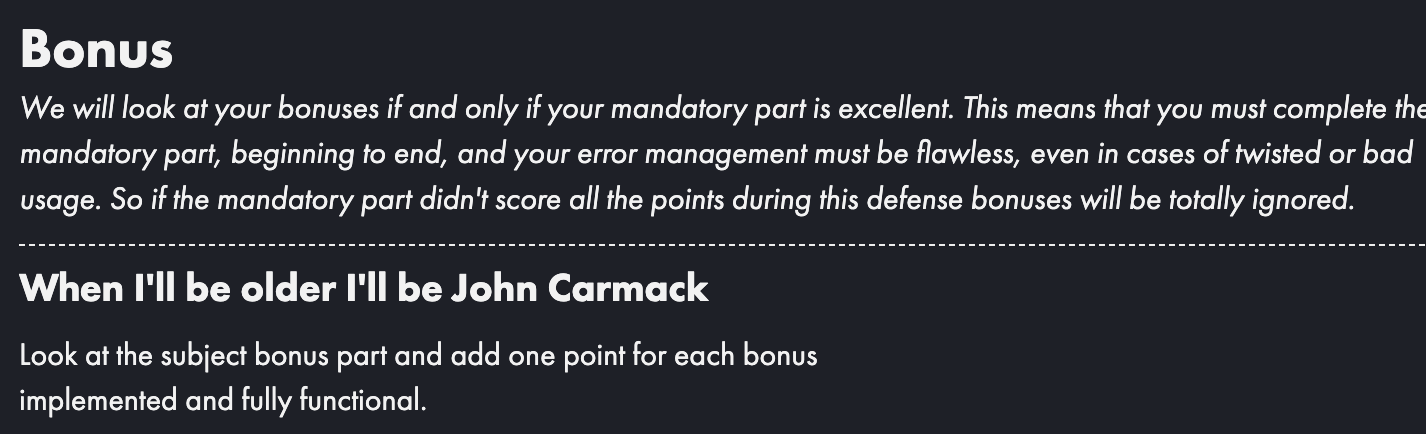 Bonus
We will look at your bonuses if and only if your mandatory part is excellent. This means that you must complete the
mandatory part, beginning to end, and your error management must be flawless, even in cases of twisted or bad
usage. So if the mandatory part didn't score all the points during this defense bonuses will be totally ignored.
When I'll be older I'll be John Carmack
Look at the subject bonus part and add one point for each bonus
implemented and fully functional.